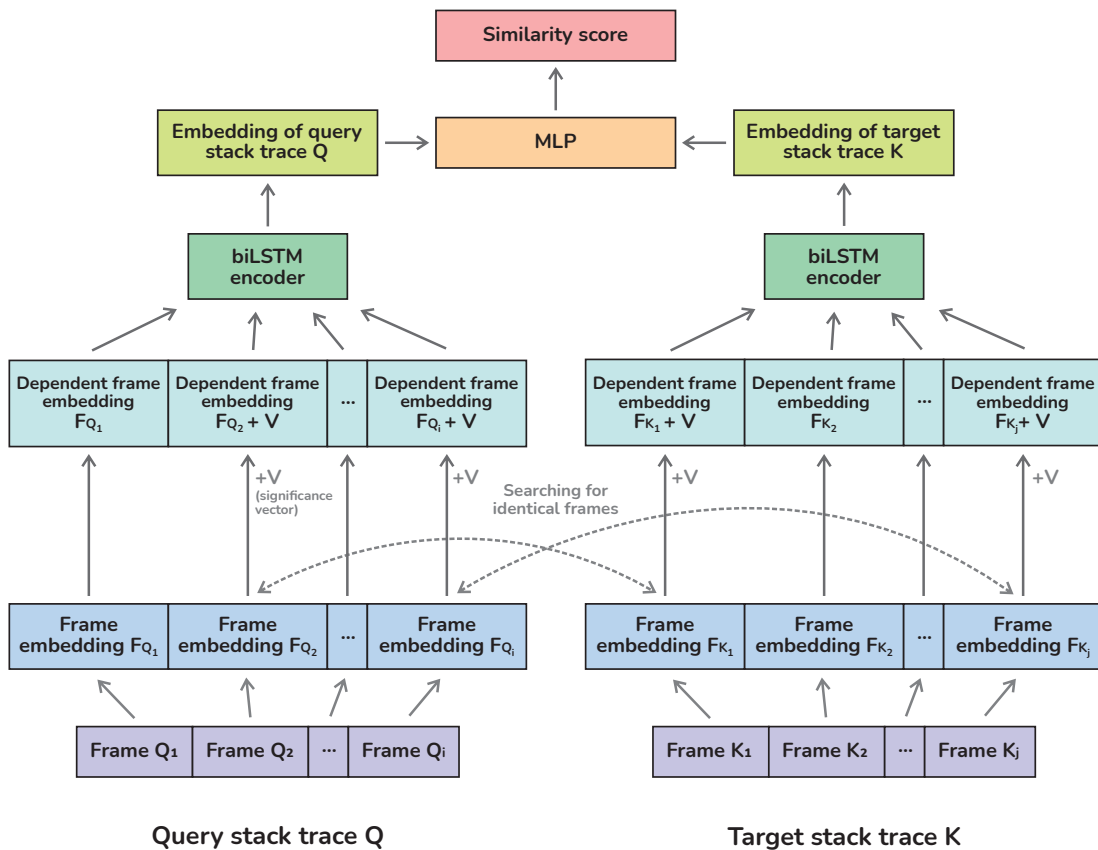 Similarity score
Embedding of query
stack trace Q
MLP
Embedding of target
stack trace K
biLSTM
encoder
biLSTM
encoder
Dependent frame
embedding
FQ₁
Dependent frame
embedding
FQ₂ + V
...
Dependent frame
embedding
FQᵢ + V
Dependent frame
embedding
FK₁ + V
Dependent frame
embedding
FK₂
...
Dependent frame
embedding
FKⱼ + V
+V
(significance
vector)
+V
Searching for
identical frames
+V
+V
Frame
embedding FQ₁
Frame
embedding FQ₂
...
Frame
embedding FQᵢ
Frame
embedding FK₁
Frame
embedding FK₂
...
Frame
embedding FKⱼ
Frame Q₁
Frame Q₂
...
Frame Qᵢ
Frame K₁
Frame K₂
...
Frame Kⱼ
Query stack trace Q
Target stack trace K